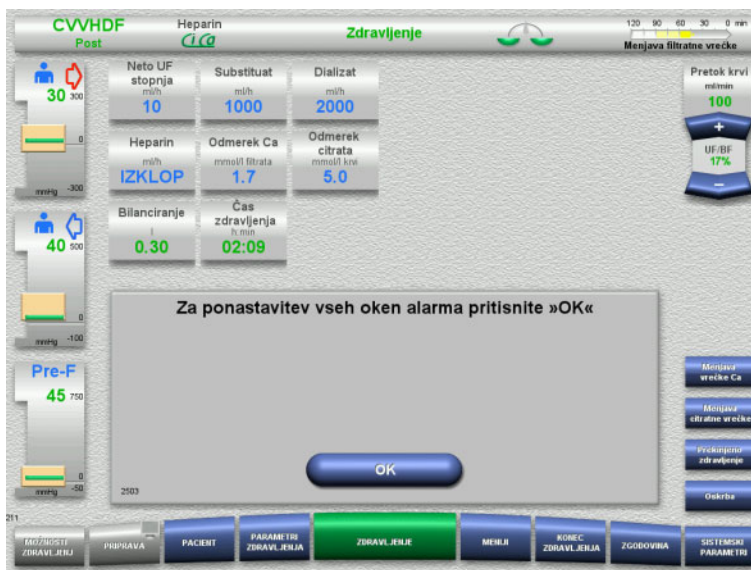 CVVHDF
Post
Heparin
CiCa
Zdravljenje
120 90 60 30 0 min
Menjava filtratne vrečke
30 300
0
mmHg -300
40 500
0
mmHg -100
Pre-F
45 750
0
mmHg -50
Neto UF
stopnja
ml/h
10
Substituat
ml/h
1000
Dializat
ml/h
2000
Heparin
ml/h
IZKLOP
Odmerek Ca
mmol/l filtrata
1.7
Odmerek
citrata
mmol/l krvi
5.0
Bilanciranje
l
0.30
Čas
zdravljenja
h:min
02:09
Pretok krvi
ml/min
100
+
UF/BF
17%
−
Za ponastavitev vseh oken alarma pritisnite »OK«
OK
2503
Menjava
vrečke Ca
Menjava
citratne vrečke
Prekinjeno
zdravljenje
Oskrba
211
MOŽNOSTI
ZDRAVLJENJ
PRIPRAVA
PACIENT
PARAMETRI
ZDRAVLJENJA
ZDRAVLJENJE
MENIJI
KONEC
ZDRAVLJENJA
ZGODOVINA
SISTEMSKI
PARAMETRI